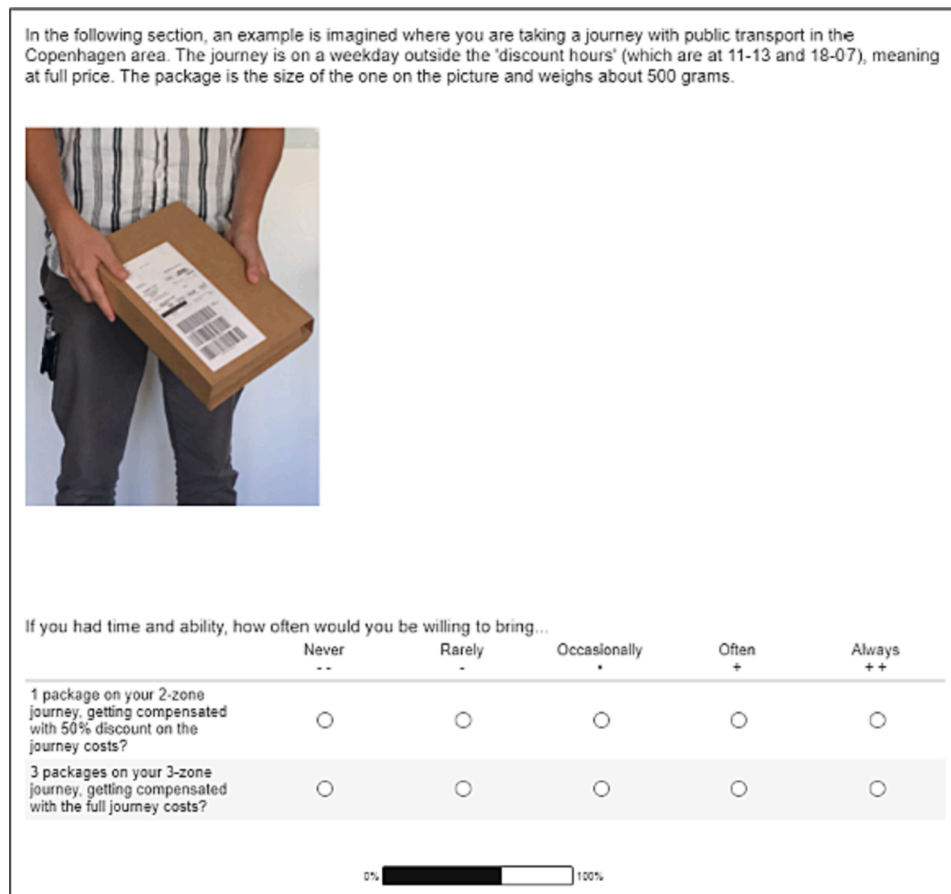 In the following section, an example is imagined where you are taking a journey with public transport in the
Copenhagen area. The journey is on a weekday outside the 'discount hours' (which are at 11-13 and 18-07), meaning
at full price. The package is the size of the one on the picture and weighs about 500 grams.
If you had time and ability, how often would you be willing to bring...
Never Rarely Occasionally Often Always
- - - • + + +
1 package on your 2-zone
journey, getting compensated
with 50% discount on the
journey costs?
3 packages on your 3-zone
journey, getting compensated
with the full journey costs?
0% 100%